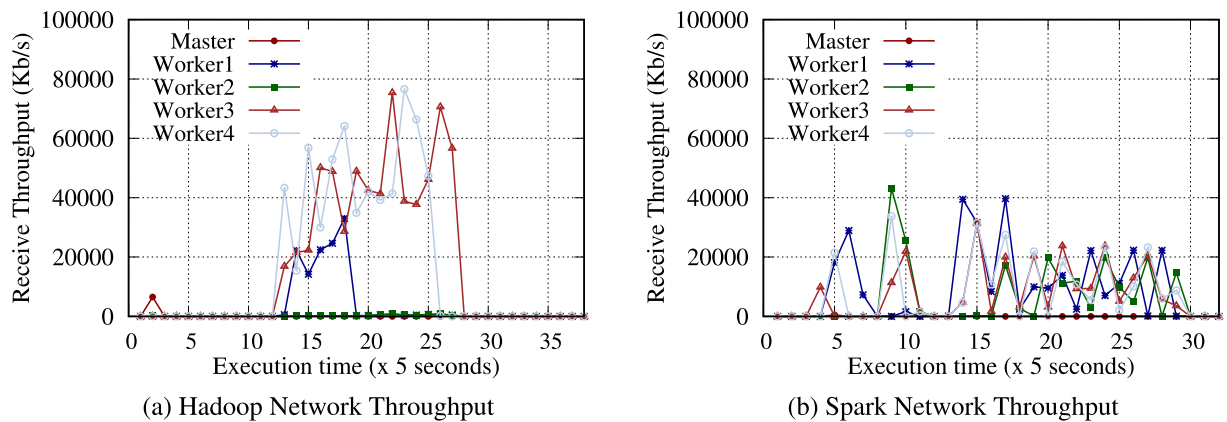 100000
80000
60000
40000
20000
0
Receive Throughput (Kb/s)
Master
Worker1
Worker2
Worker3
Worker4
0 5 10 15 20 25 30 35
Execution time (x 5 seconds)
(a) Hadoop Network Throughput
100000
80000
60000
40000
20000
0
Receive Throughput (Kb/s)
Master
Worker1
Worker2
Worker3
Worker4
0 5 10 15 20 25 30
Execution time (x 5 seconds)
(b) Spark Network Throughput